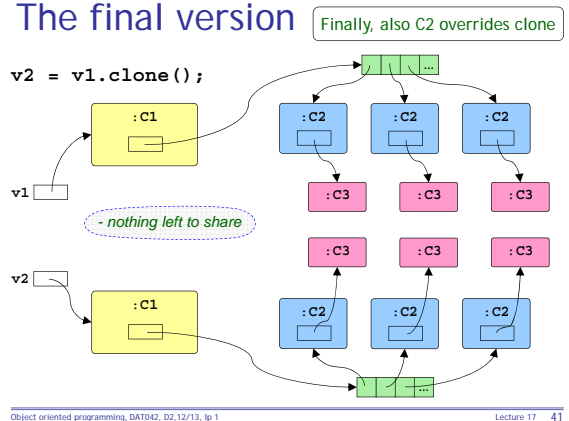 The final version
Finally, also C2 overrides clone
v2 = v1.clone();
...
:C1
:C2
:C2
:C2
v1
:C3
:C3
:C3
- nothing left to share
:C3
:C3
:C3
v2
:C1
:C2
:C2
:C2
...
Object oriented programming, DAT042, D2,12/13, lp 1
Lecture 17
41